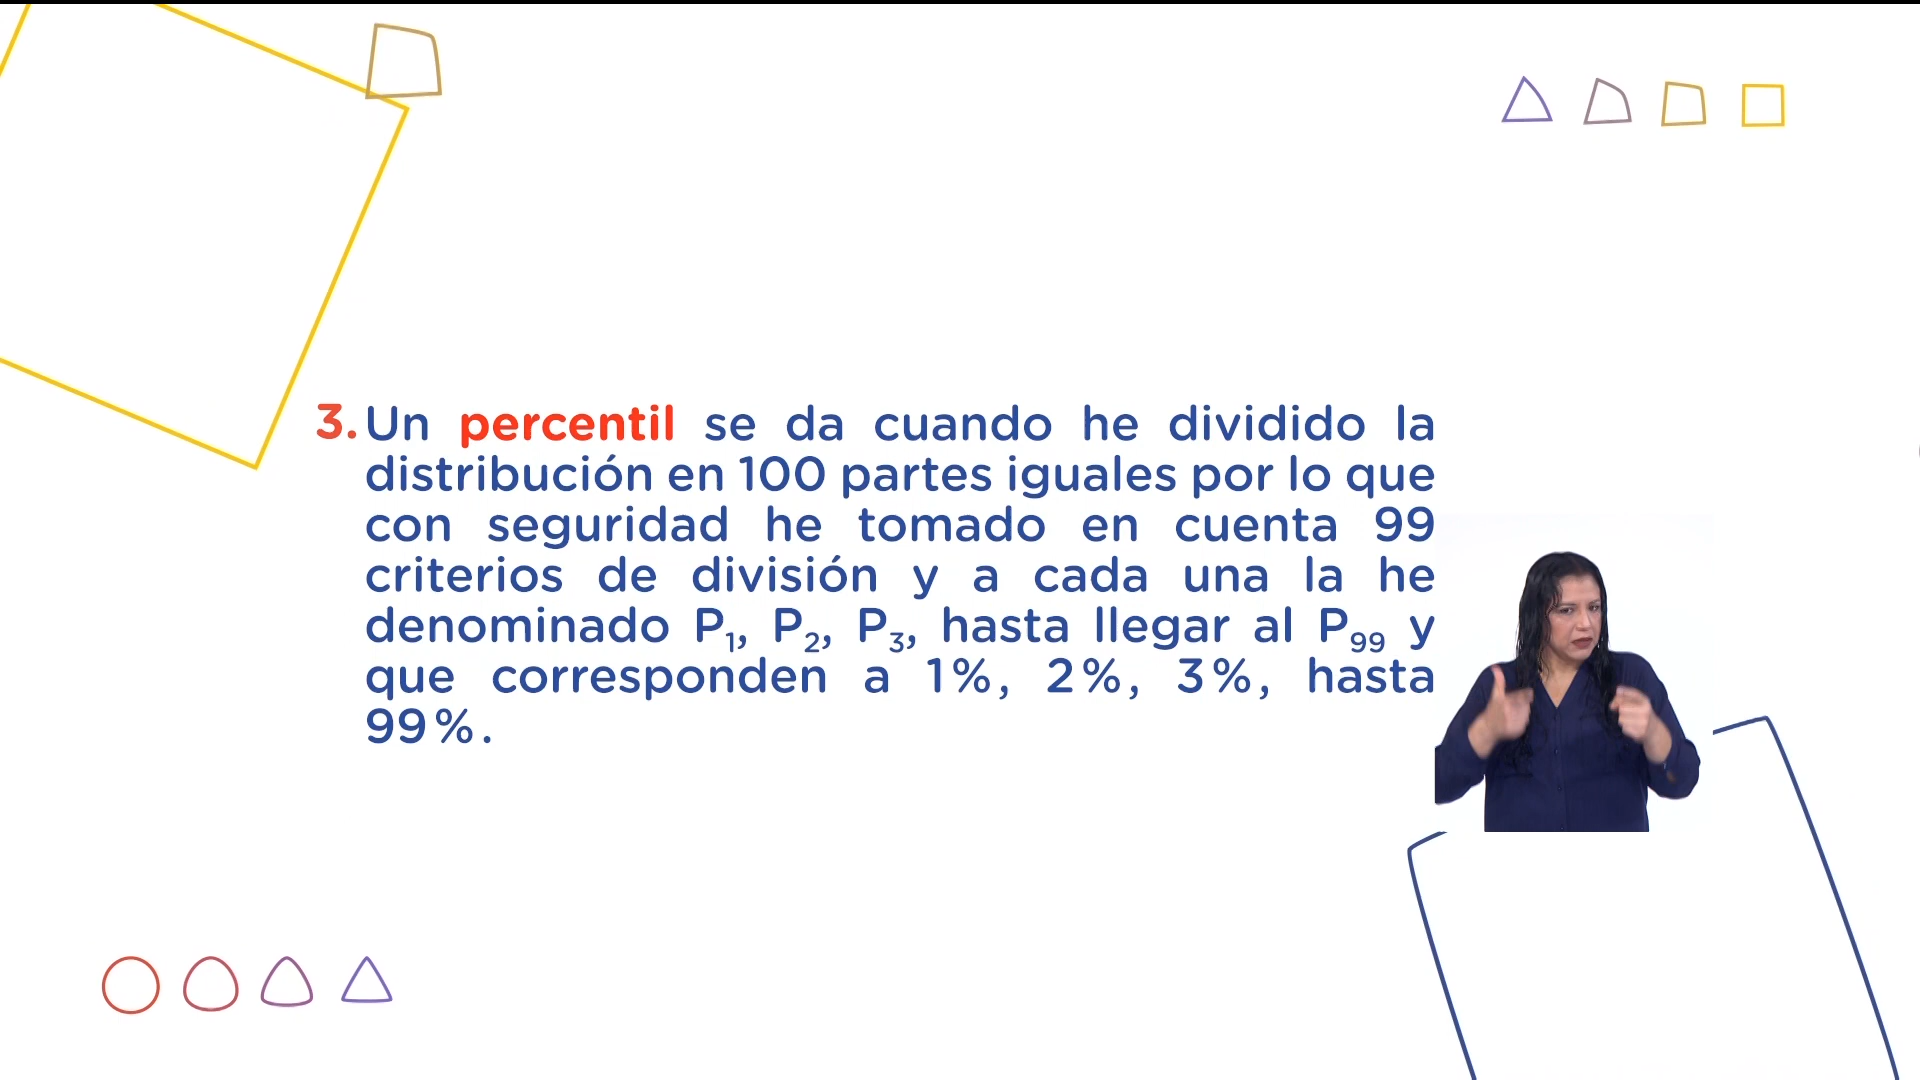 3. Un percentil se da cuando he dividido la
distribución en 100 partes iguales por lo que
con seguridad he tomado en cuenta 99
criterios de división y a cada una la he
denominado P₁, P₂, P₃, hasta llegar al P₉₉ y
que corresponden a 1%, 2%, 3%, hasta
99%.